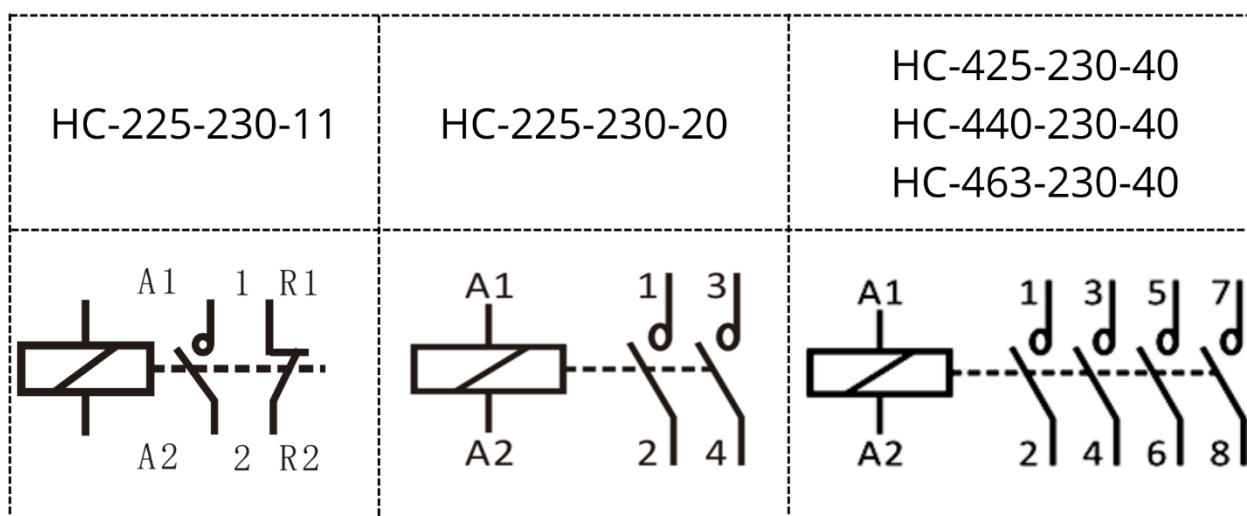 HC-225-230-11
HC-225-230-20
HC-425-230-40
HC-440-230-40
HC-463-230-40
A1 1 R1
A2 2 R2
A1 1 3
A2 2 4
A1 1 3 5 7
A2 2 4 6 8